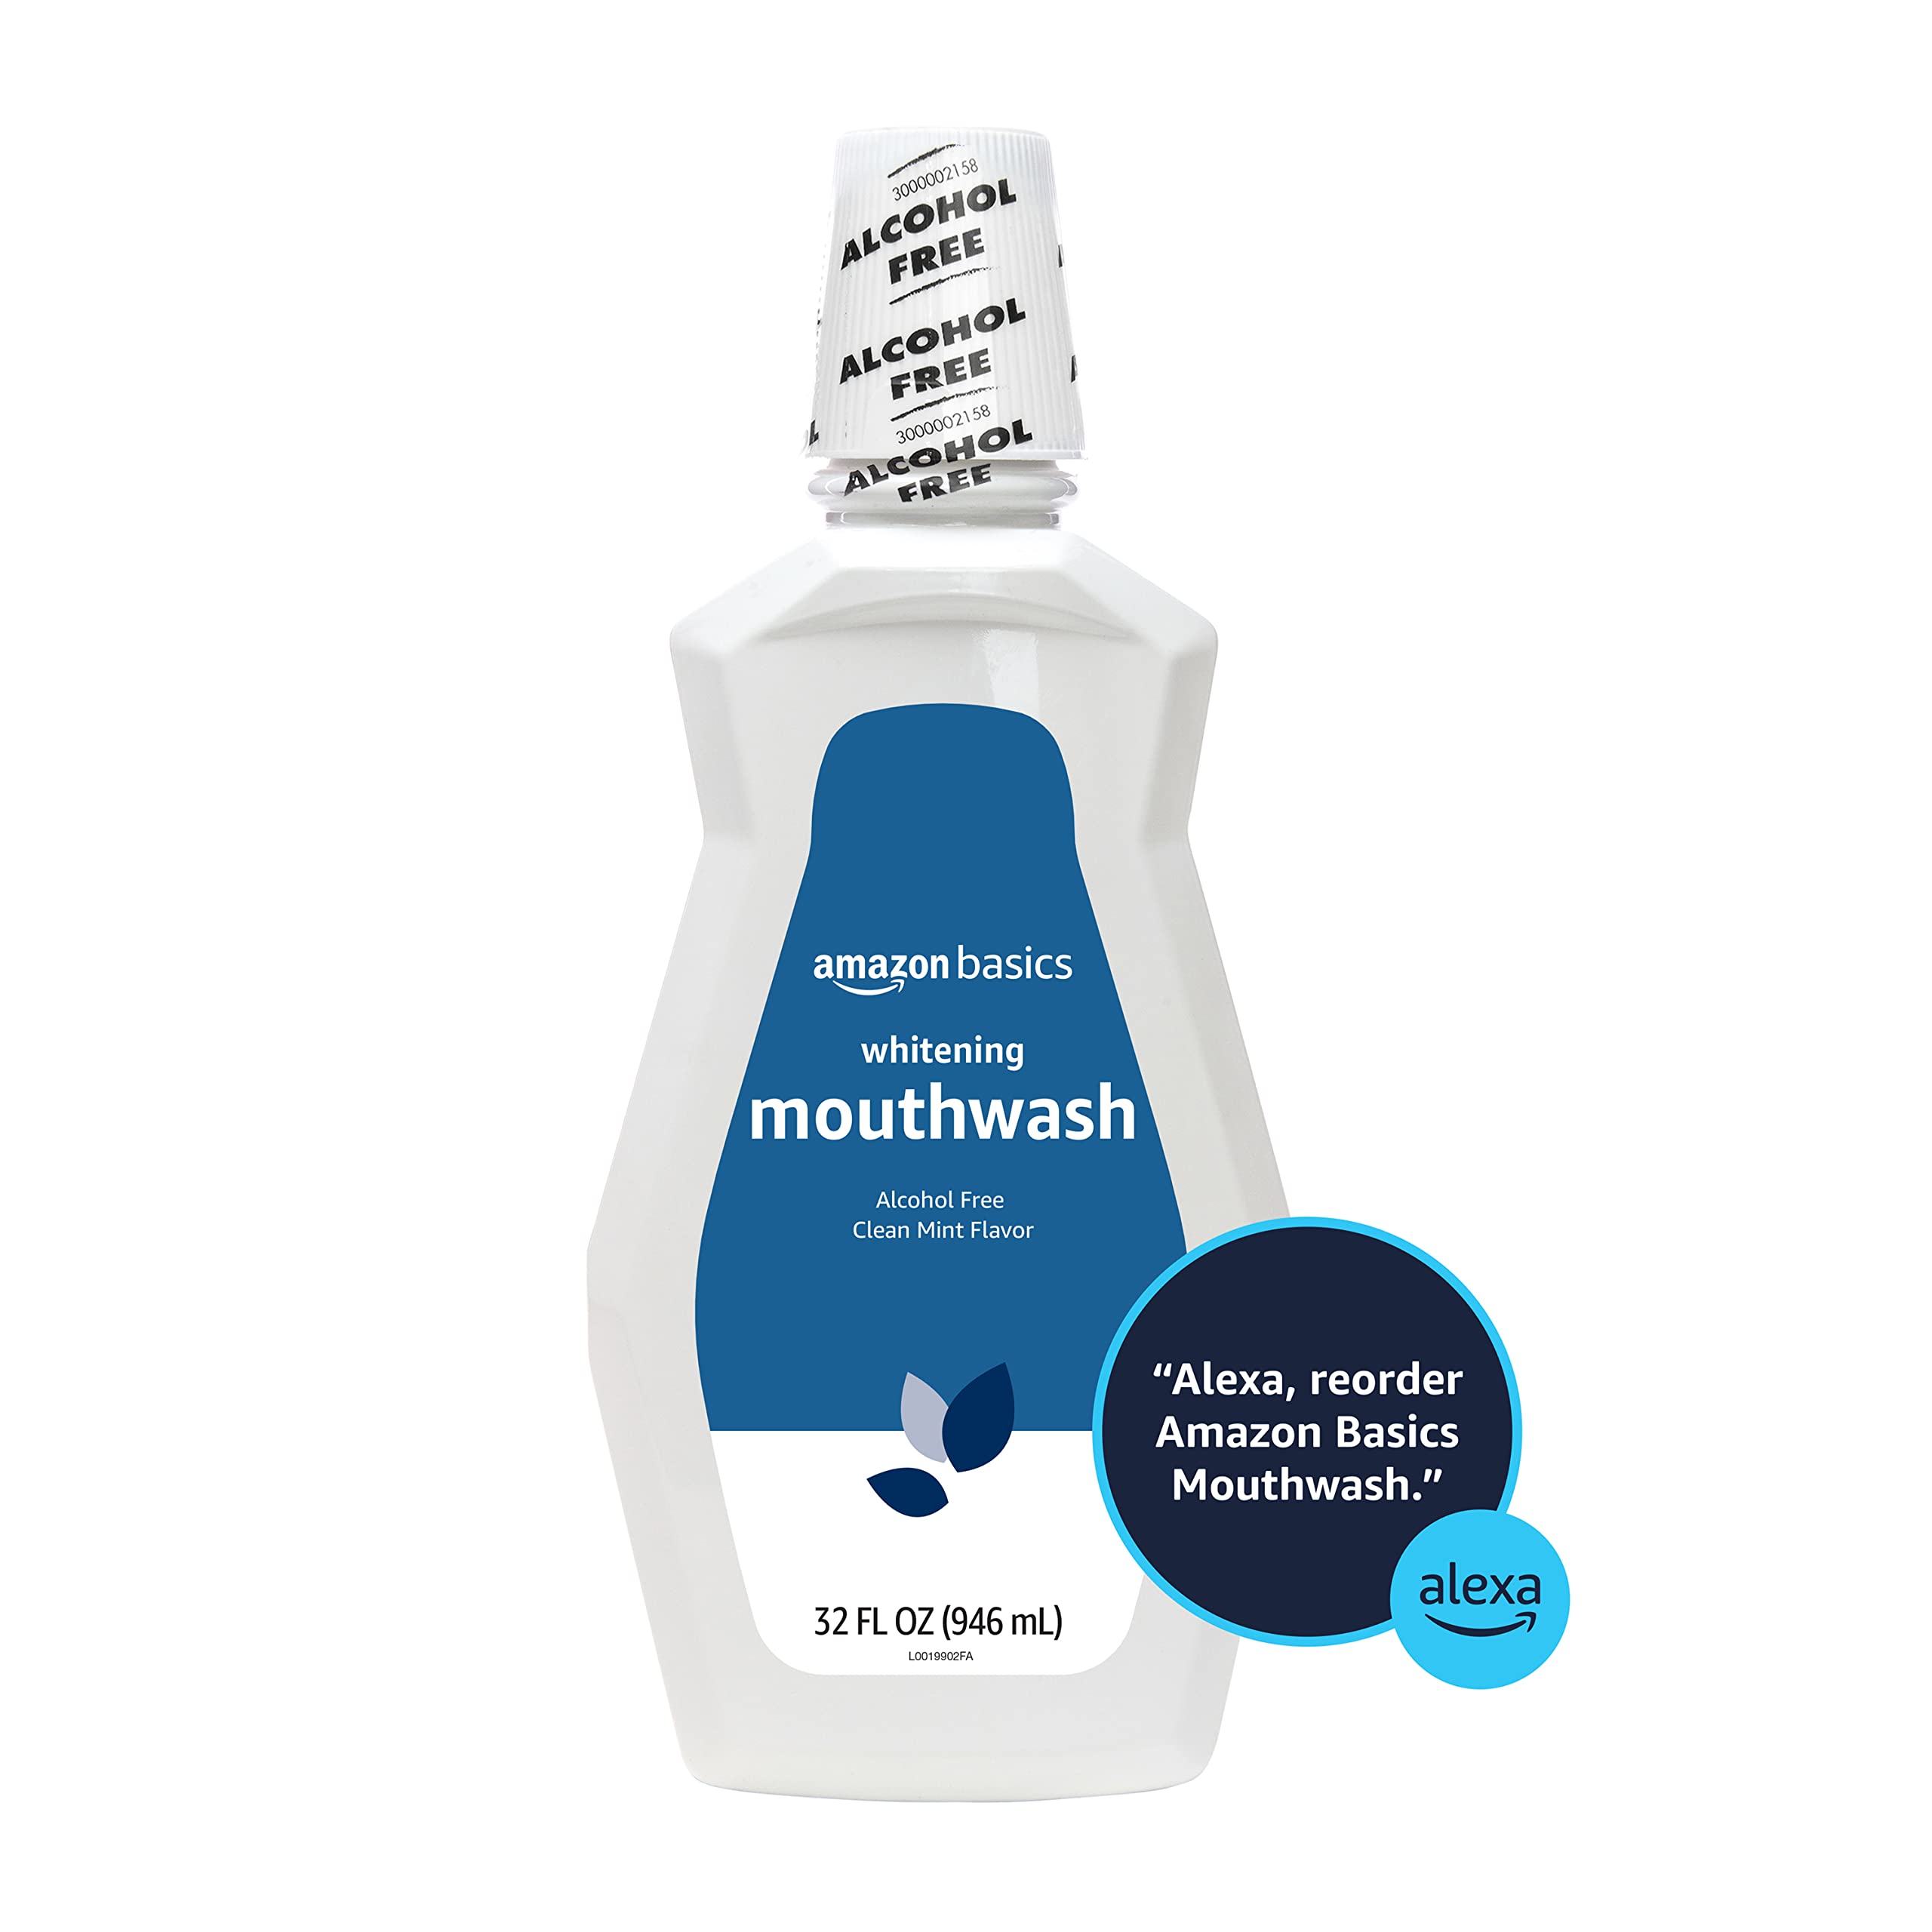 3000002158
ALCOHOL
FREE
ALCOHOL
FREE
3000002158
ALCOHOL
FREE
amazon basics
whitening
mouthwash
Alcohol Free
Clean Mint Flavor
“Alexa, reorder
Amazon Basics
Mouthwash.”
alexa
32 FL OZ (946 mL)
L0019902FA